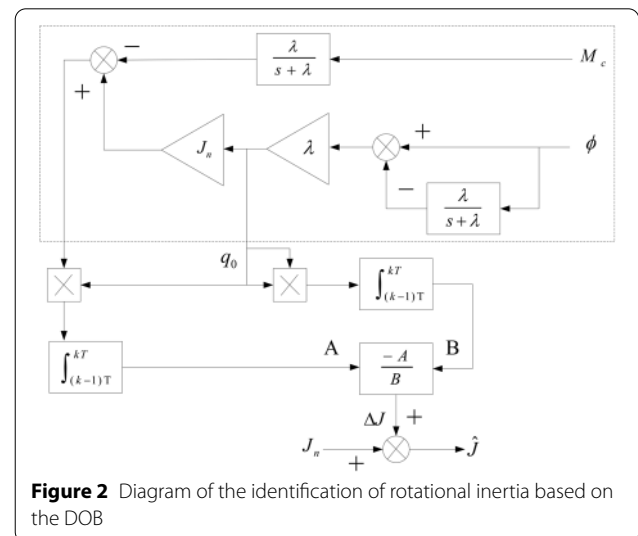 −
λ / (s + λ)
M_c
+
J_n
λ
+
ϕ
−
λ / (s + λ)
q_0
×
×
∫_{(k−1)T}^{kT}
∫_{(k−1)T}^{kT}
A
−A / B
B
ΔJ +
J_n
+
Ĵ
Figure 2 Diagram of the identification of rotational inertia based on
the DOB